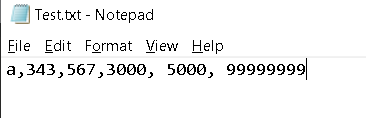 Test.txt - Notepad
File Edit Format View Help
a,343,567,3000, 5000, 99999999